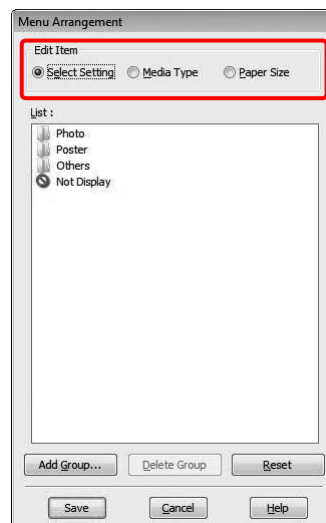 Menu Arrangement
Edit Item
Select Setting Media Type Paper Size
List :
Photo
Poster
Others
Not Display
Add Group... Delete Group Reset
Save Cancel Help